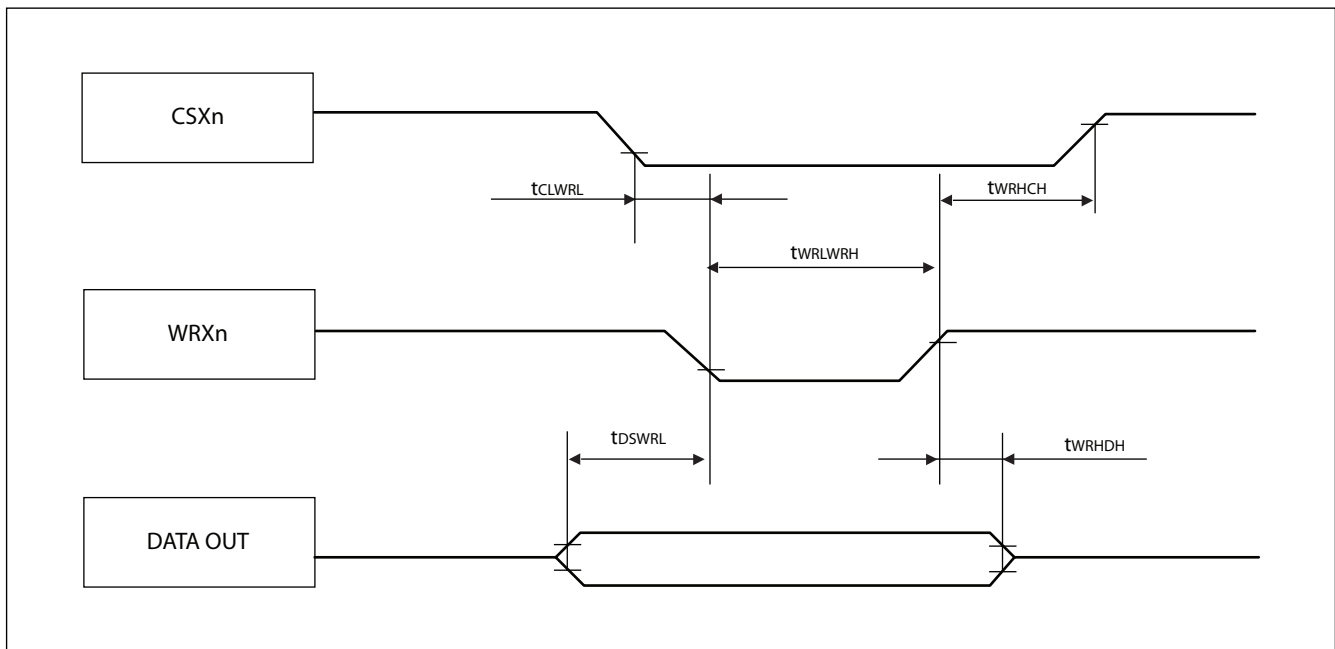 CSXn
tCLWRL
tWRHCH
tWRLWRH
WRXn
tDSWRL
tWRHDH
DATA OUT